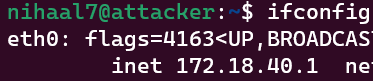 nihaal7@attacker:~$ ifconfig
eth0: flags=4163<UP,BROADCAS
inet 172.18.40.1 ne